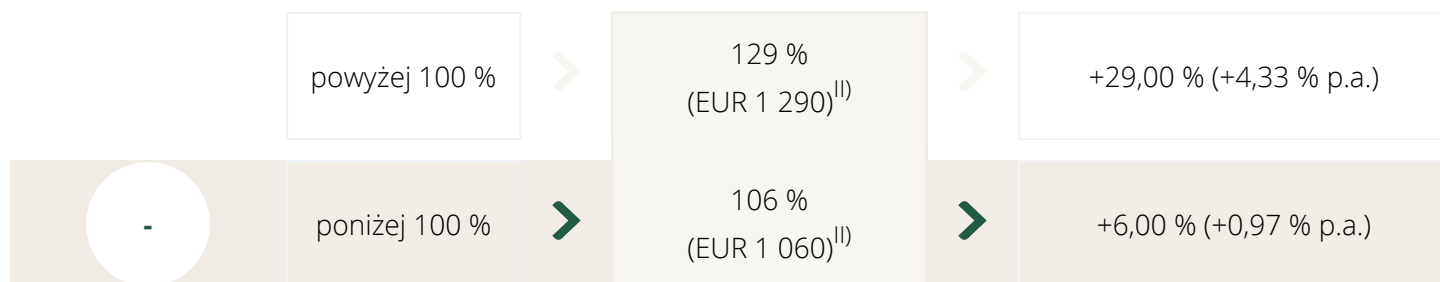 powyżej 100 %
129 %
(EUR 1 290)II)
+29,00 % (+4,33 % p.a.)
-
poniżej 100 %
106 %
(EUR 1 060)II)
+6,00 % (+0,97 % p.a.)